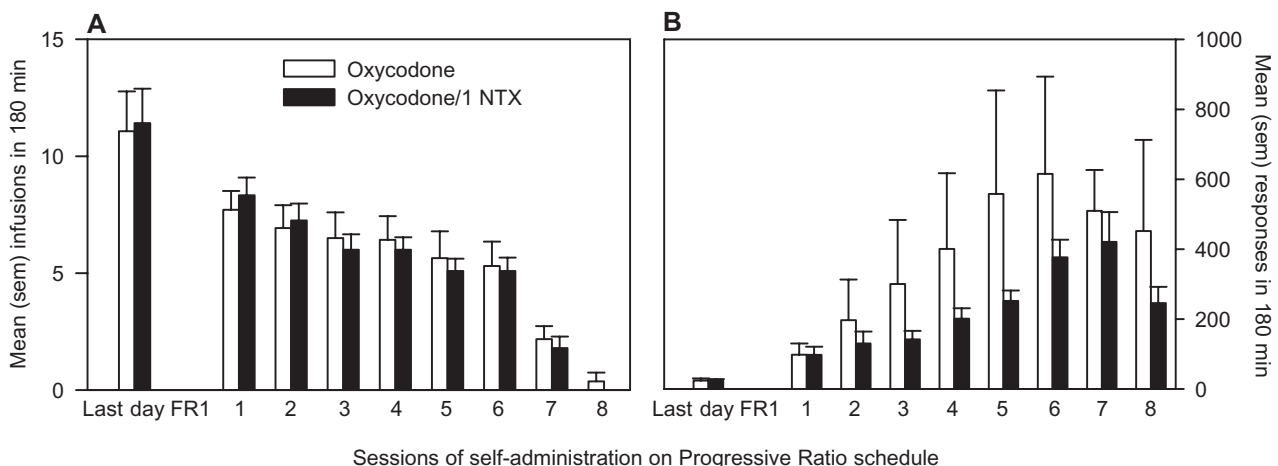 A
15
10
5
0
Mean (sem) infusions in 180 min
Oxycodone
Oxycodone/1 NTX
Last day FR1 1 2 3 4 5 6 7 8
B
1000
800
600
400
200
0
Mean (sem) responses in 180 min
Last day FR1 1 2 3 4 5 6 7 8
Sessions of self-administration on Progressive Ratio schedule